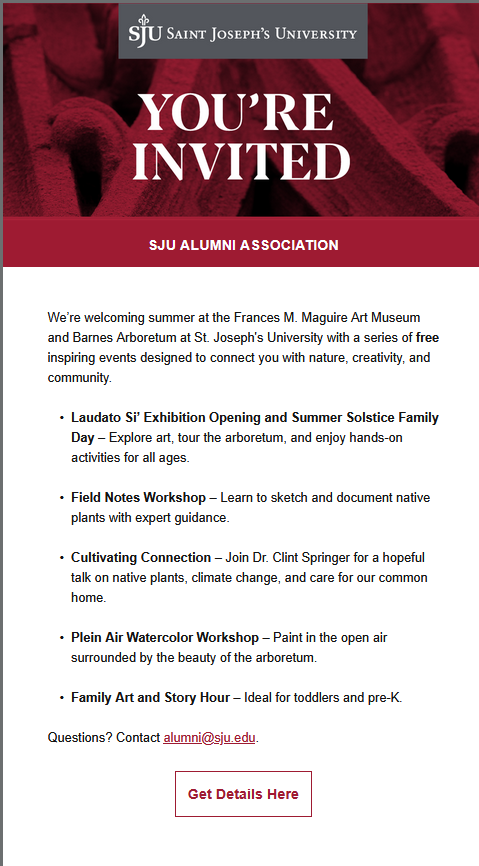 SJU SAINT JOSEPH'S UNIVERSITY
YOU'RE
INVITED
SJU ALUMNI ASSOCIATION
We're welcoming summer at the Frances M. Maguire Art Museum
and Barnes Arboretum at St. Joseph's University with a series of free
inspiring events designed to connect you with nature, creativity, and
community.
• Laudato Si' Exhibition Opening and Summer Solstice Family
Day – Explore art, tour the arboretum, and enjoy hands-on
activities for all ages.
• Field Notes Workshop – Learn to sketch and document native
plants with expert guidance.
• Cultivating Connection – Join Dr. Clint Springer for a hopeful
talk on native plants, climate change, and care for our common
home.
• Plein Air Watercolor Workshop – Paint in the open air
surrounded by the beauty of the arboretum.
• Family Art and Story Hour – Ideal for toddlers and pre-K.
Questions? Contact alumni@sju.edu.
Get Details Here